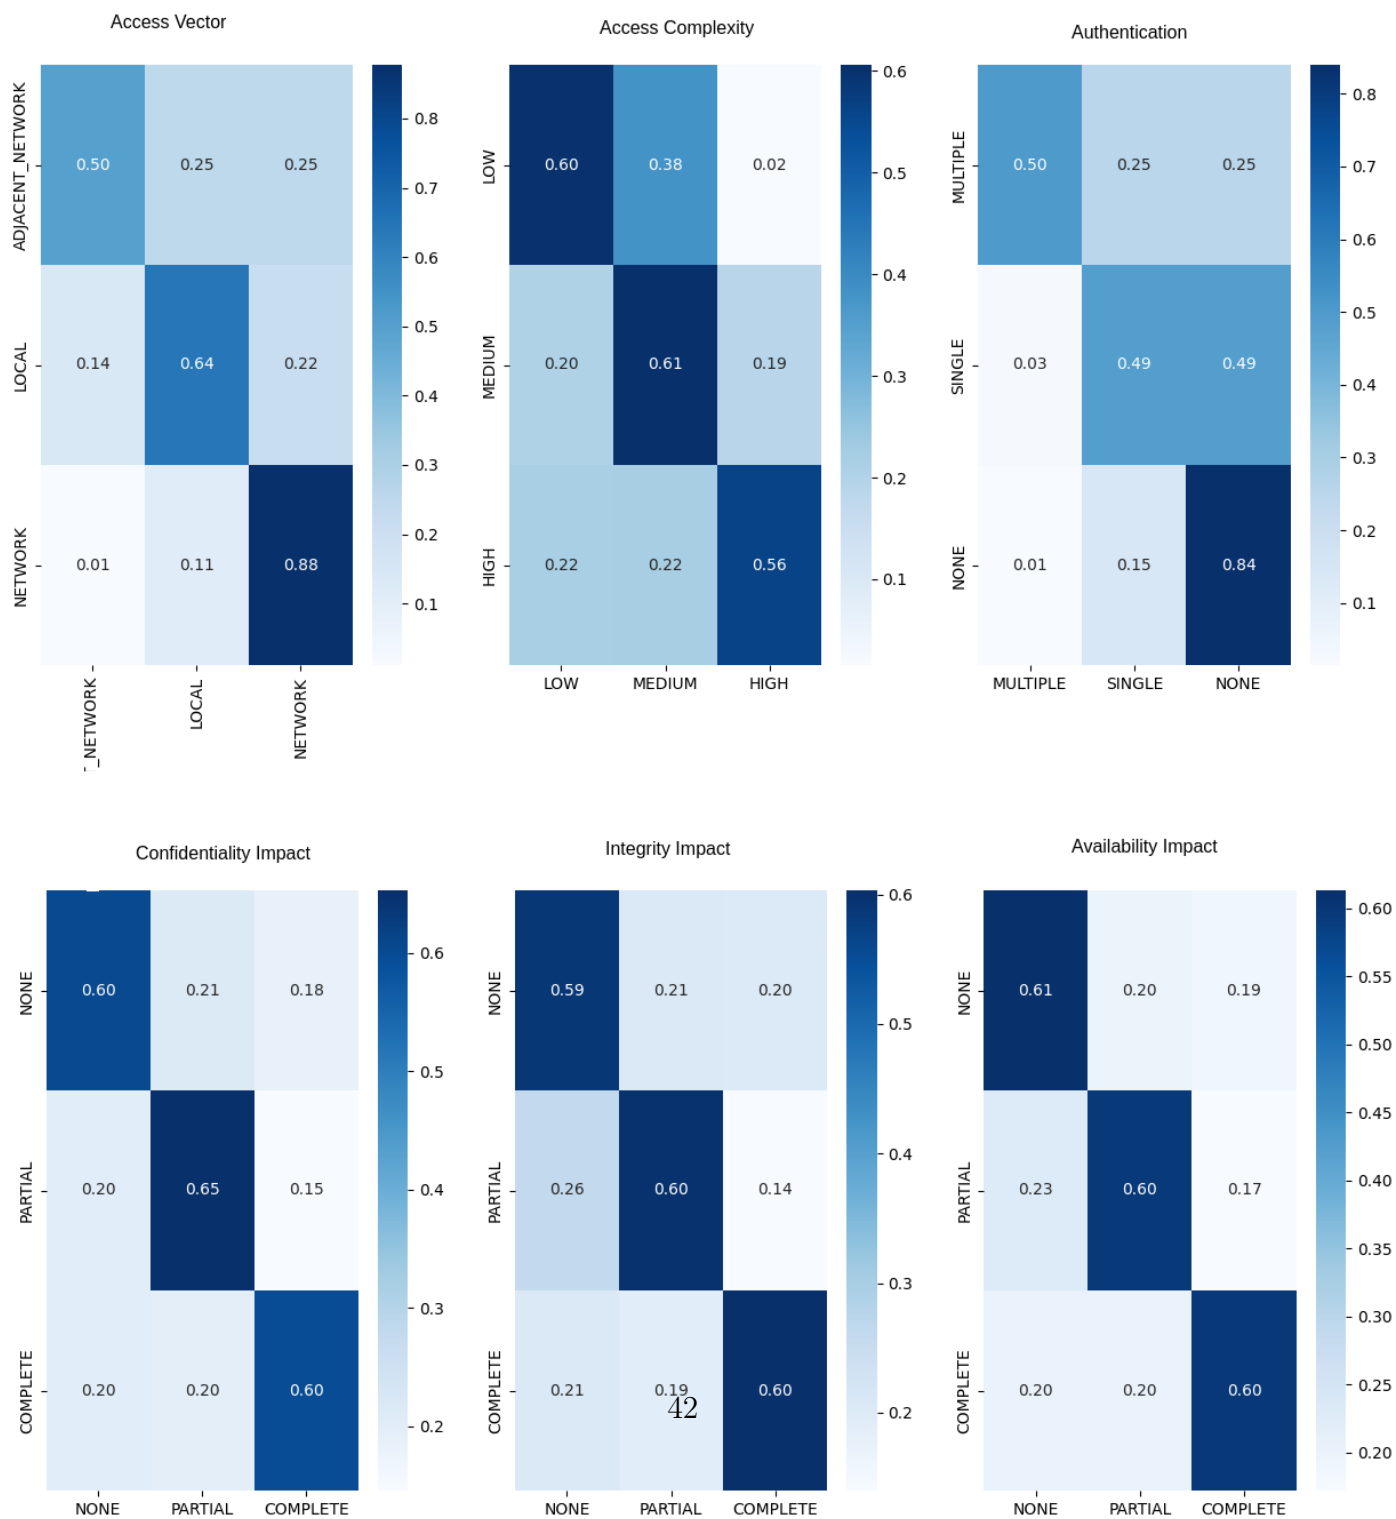 Access Vector
Access Complexity
Authentication
ADJACENT_NETWORK
LOCAL
NETWORK
0.50 0.25 0.25
0.14 0.64 0.22
0.01 0.11 0.88
_NETWORK
LOCAL
NETWORK
0.8
0.7
0.6
0.5
0.4
0.3
0.2
0.1
LOW
MEDIUM
HIGH
0.60 0.38 0.02
0.20 0.61 0.19
0.22 0.22 0.56
LOW MEDIUM HIGH
0.6
0.5
0.4
0.3
0.2
0.1
MULTIPLE
SINGLE
NONE
0.50 0.25 0.25
0.03 0.49 0.49
0.01 0.15 0.84
MULTIPLE SINGLE NONE
0.8
0.7
0.6
0.5
0.4
0.3
0.2
0.1
Confidentiality Impact
Integrity Impact
Availability Impact
NONE
PARTIAL
COMPLETE
0.60 0.21 0.18
0.20 0.65 0.15
0.20 0.20 0.60
NONE PARTIAL COMPLETE
0.6
0.5
0.4
0.3
0.2
NONE
PARTIAL
COMPLETE
0.59 0.21 0.20
0.26 0.60 0.14
0.21 0.19 0.60
42
NONE PARTIAL COMPLETE
0.6
0.5
0.4
0.3
0.2
NONE
PARTIAL
COMPLETE
0.61 0.20 0.19
0.23 0.60 0.17
0.20 0.20 0.60
NONE PARTIAL COMPLETE
0.60
0.55
0.50
0.45
0.40
0.35
0.30
0.25
0.20